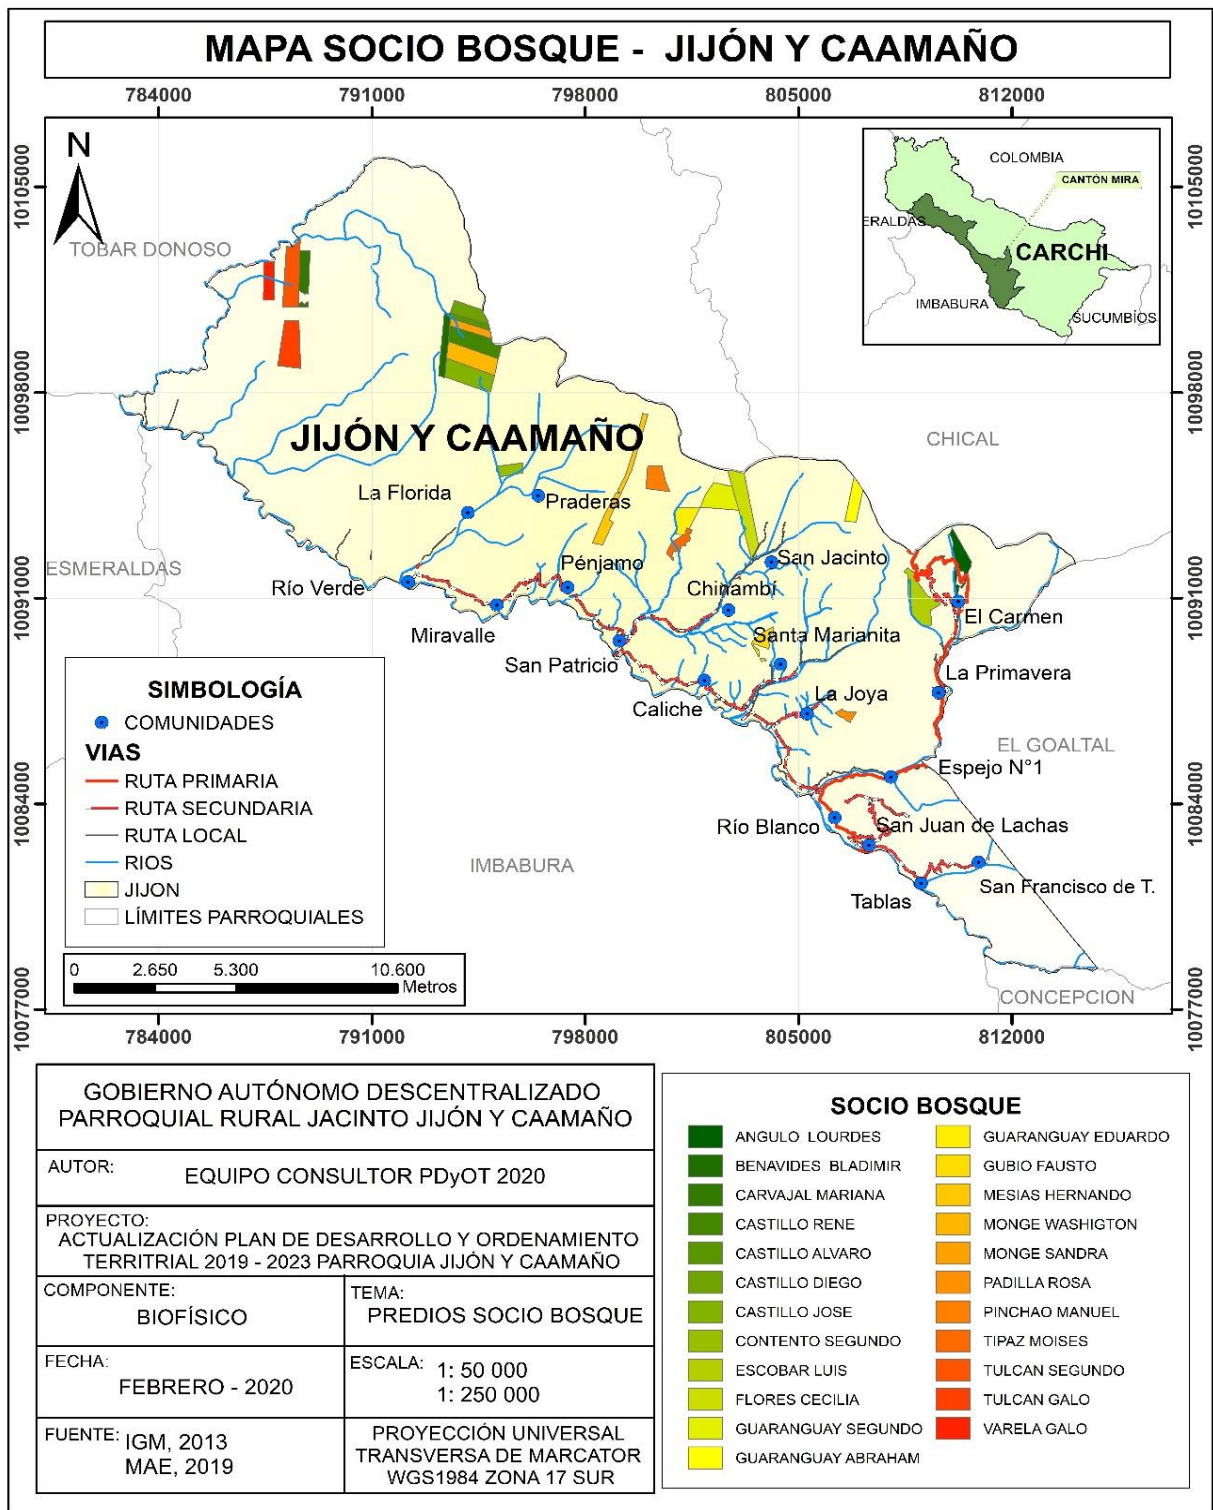 MAPA SOCIO BOSQUE - JIJÓN Y CAAMAÑO
784000 791000 798000 805000 812000
10105000 10098000 10091000 10084000 10077000
N
TOBAR DONOSO
COLOMBIA
CANTÓN MIRA
ERALDAS
CARCHI
IMBABURA
SUCUMBÍOS
10105000 10098000 10091000 10084000 10077000
JIJÓN Y CAAMAÑO
CHICAL
La Florida
Praderas
ESMERALDAS
Río Verde
Pénjamo
San Jacinto
Chinambí
El Carmen
Miravalle
Santa Marianita
San Patricio
La Primavera
Caliche
La Joya
EL GOALTAL
Espejo N°1
Río Blanco
San Juan de Lachas
IMBABURA
San Francisco de T.
Tablas
CONCEPCION
SIMBOLOGÍA
COMUNIDADES
VIAS
RUTA PRIMARIA
RUTA SECUNDARIA
RUTA LOCAL
RIOS
JIJON
LÍMITES PARROQUIALES
0 2.650 5.300 10.600
Metros
784000 791000 798000 805000 812000
GOBIERNO AUTÓNOMO DESCENTRALIZADO
PARROQUIAL RURAL JACINTO JIJÓN Y CAAMAÑO
AUTOR: EQUIPO CONSULTOR PDyOT 2020
PROYECTO:
ACTUALIZACIÓN PLAN DE DESARROLLO Y ORDENAMIENTO
TERRITRIAL 2019 - 2023 PARROQUIA JIJÓN Y CAAMAÑO
COMPONENTE:
BIOFÍSICO
TEMA:
PREDIOS SOCIO BOSQUE
FECHA:
FEBRERO - 2020
ESCALA: 1: 50 000
1: 250 000
FUENTE: IGM, 2013
MAE, 2019
PROYECCIÓN UNIVERSAL
TRANSVERSA DE MARCATOR
WGS1984 ZONA 17 SUR
SOCIO BOSQUE
ANGULO LOURDES
BENAVIDES BLADIMIR
CARVAJAL MARIANA
CASTILLO RENE
CASTILLO ALVARO
CASTILLO DIEGO
CASTILLO JOSE
CONTENTO SEGUNDO
ESCOBAR LUIS
FLORES CECILIA
GUARANGUAY SEGUNDO
GUARANGUAY ABRAHAM
GUARANGUAY EDUARDO
GUBIO FAUSTO
MESIAS HERNANDO
MONGE WASHIGTON
MONGE SANDRA
PADILLA ROSA
PINCHAO MANUEL
TIPAZ MOISES
TULCAN SEGUNDO
TULCAN GALO
VARELA GALO